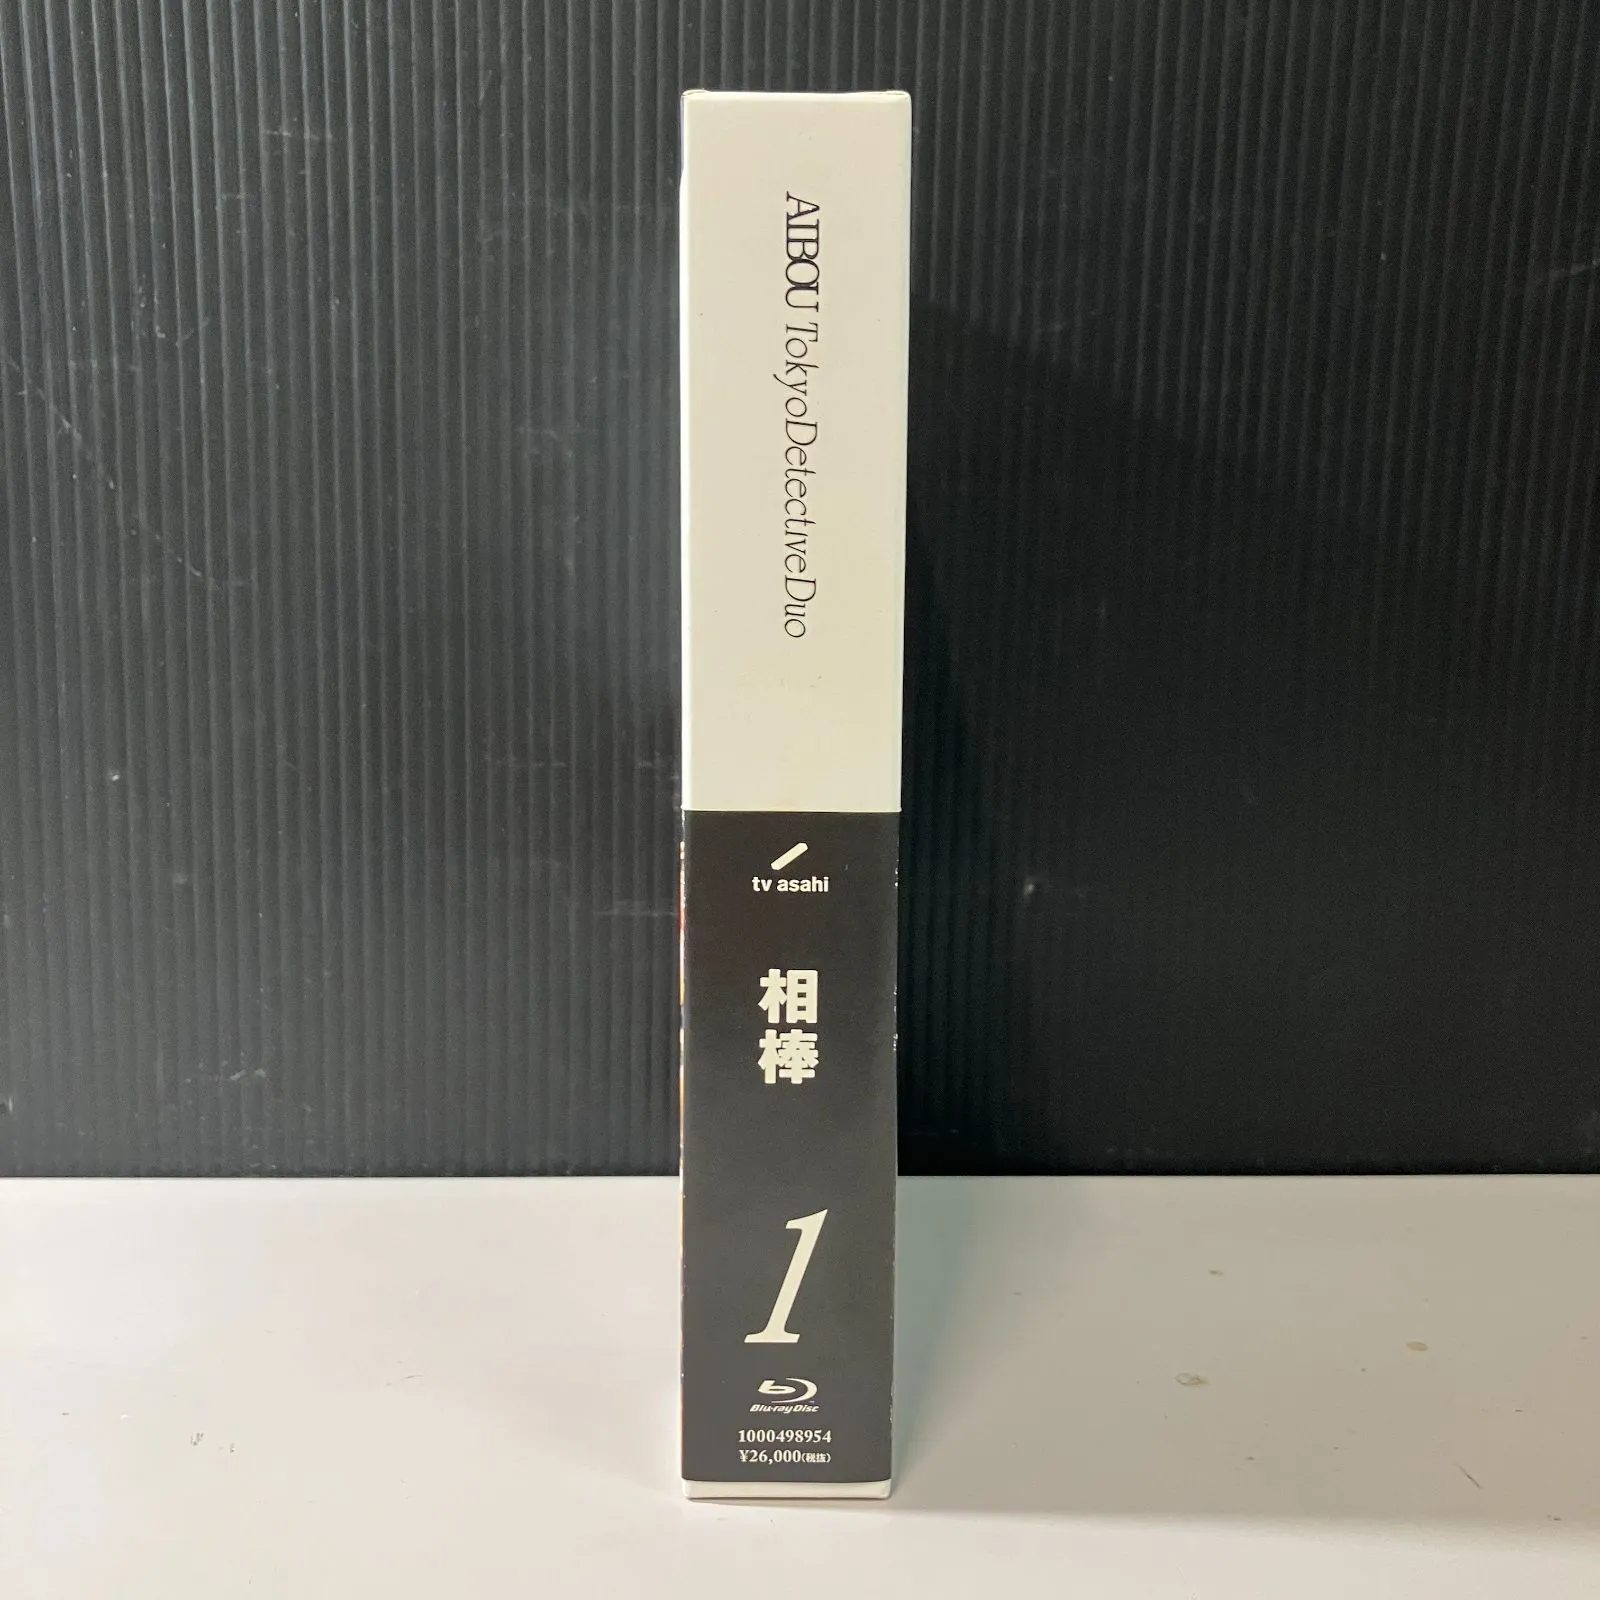 AIBOU TokyoDetectiveDuo
tv asahi
相棒
1
Blu-ray Disc
1000498954
¥26,000(税抜)